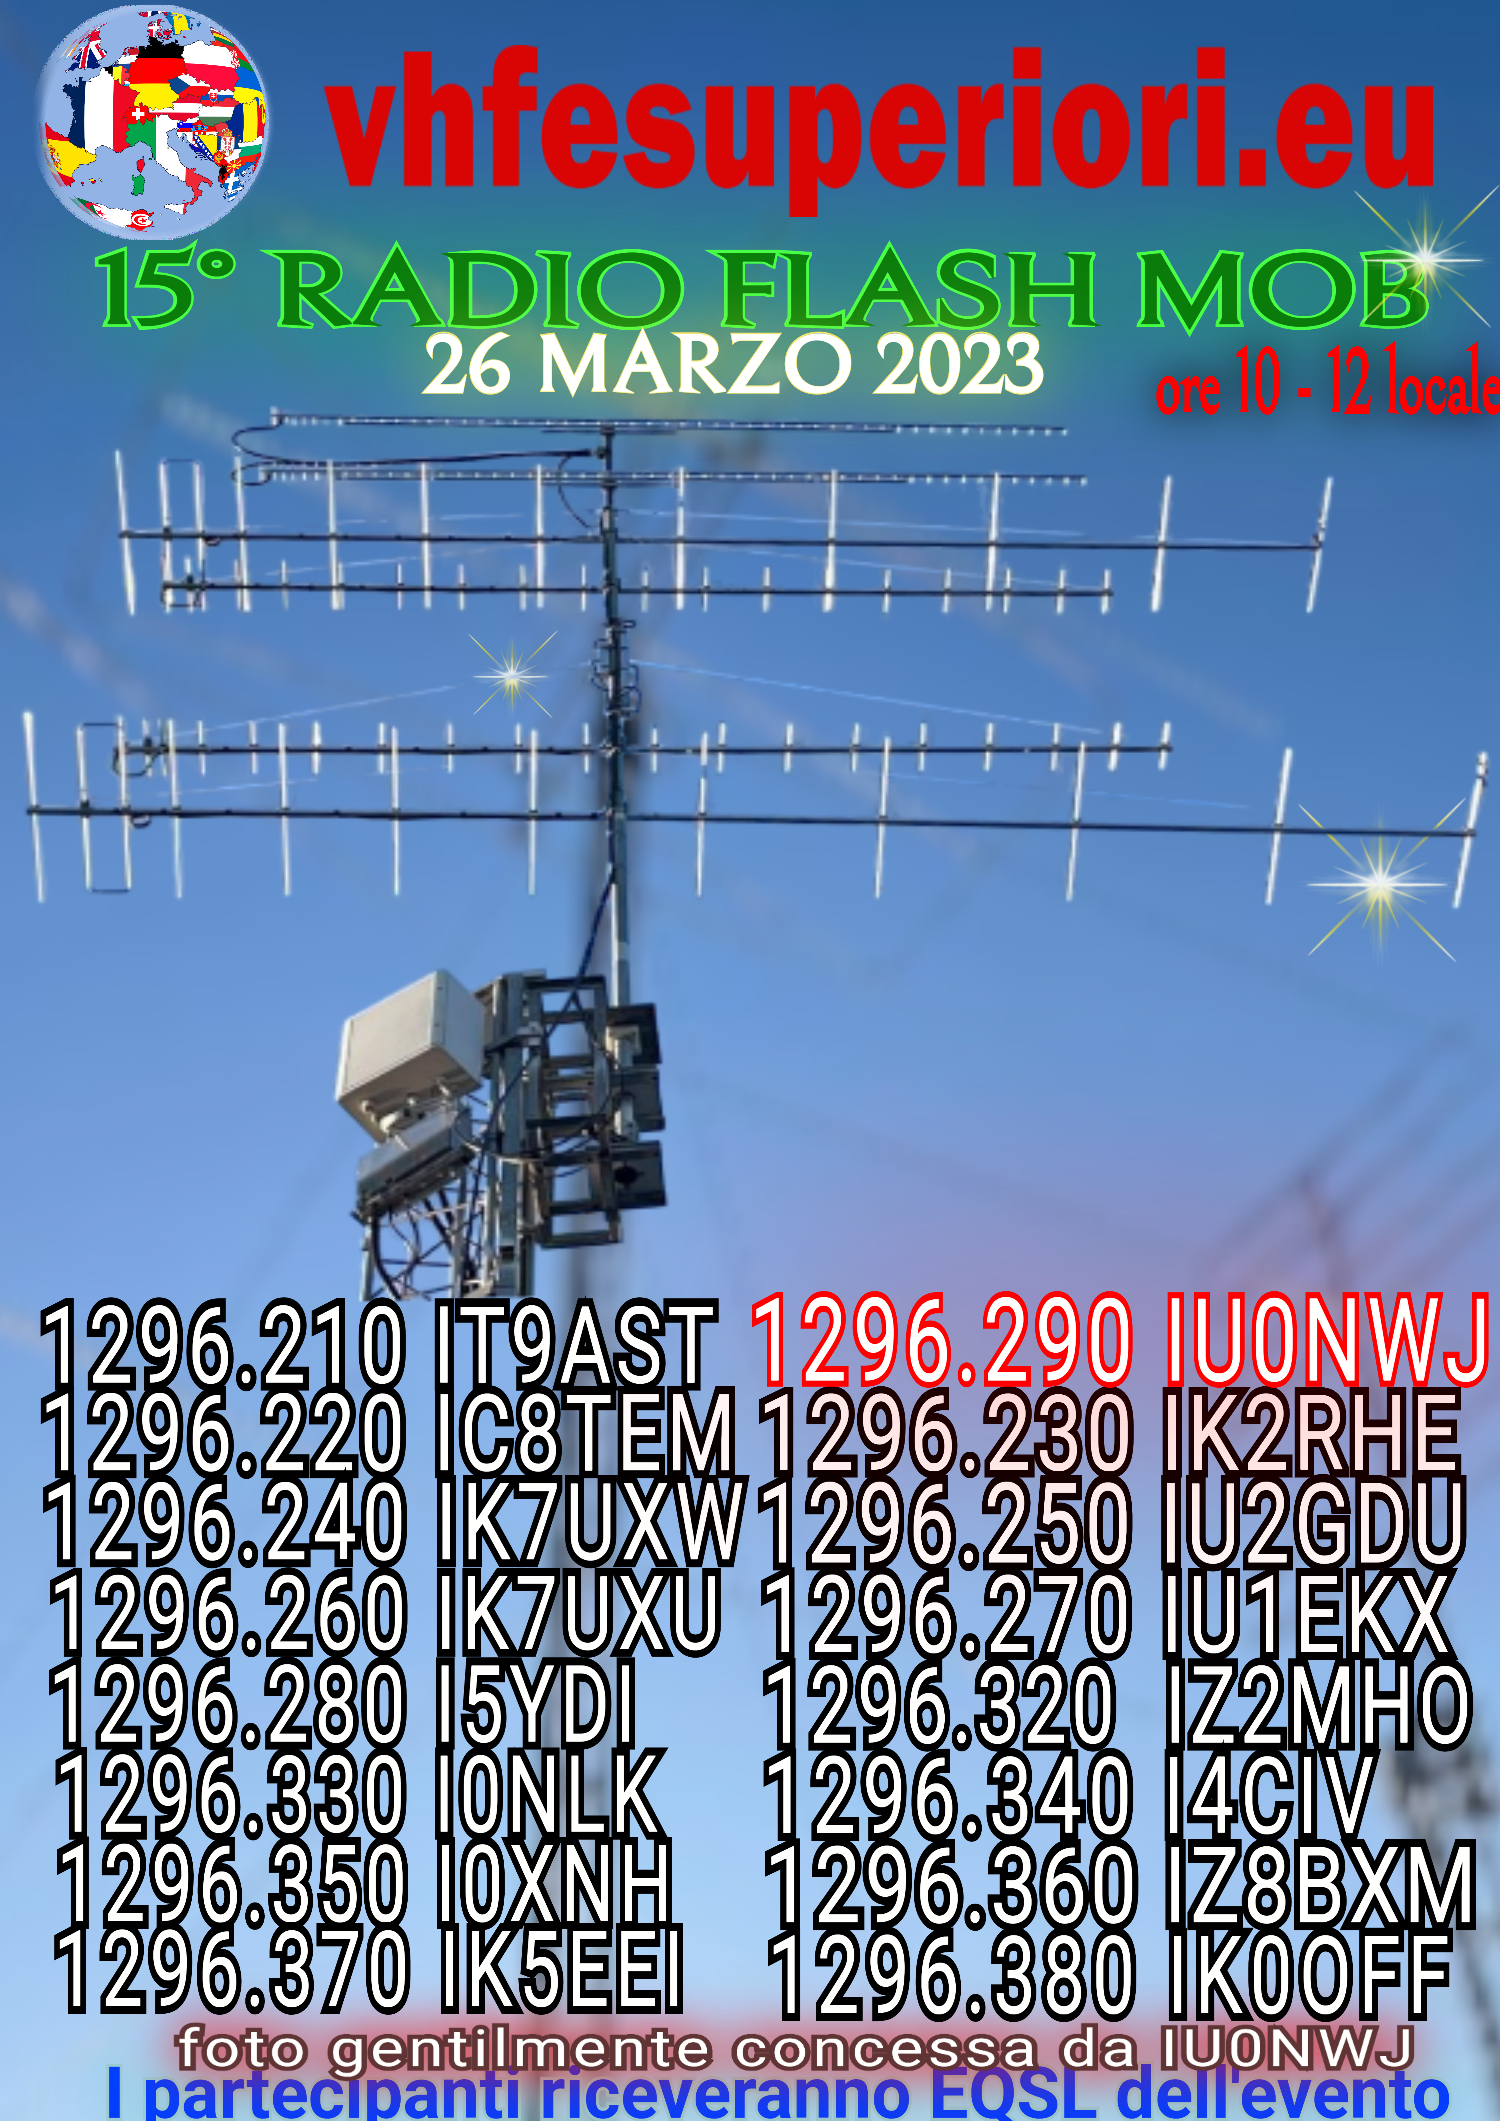 vhfesuperiori.eu
15° RADIO FLASH MOB
26 MARZO 2023
ore 10 - 12 locale
1296.210 IT9AST 1296.290 IU0NWJ
1296.220 IC8TEM 1296.230 IK2RHE
1296.240 IK7UXW 1296.250 IU2GDU
1296.260 IK7UXU 1296.270 IU1EKX
1296.280 I5YDI 1296.320 IZ2MHO
1296.330 I0NLK 1296.340 I4CIV
1296.350 I0XNH 1296.360 IZ8BXM
1296.370 IK5EEI 1296.380 IK0OFF
foto gentilmente concessa da IU0NWJ
I partecipanti riceveranno EQSL dell'evento